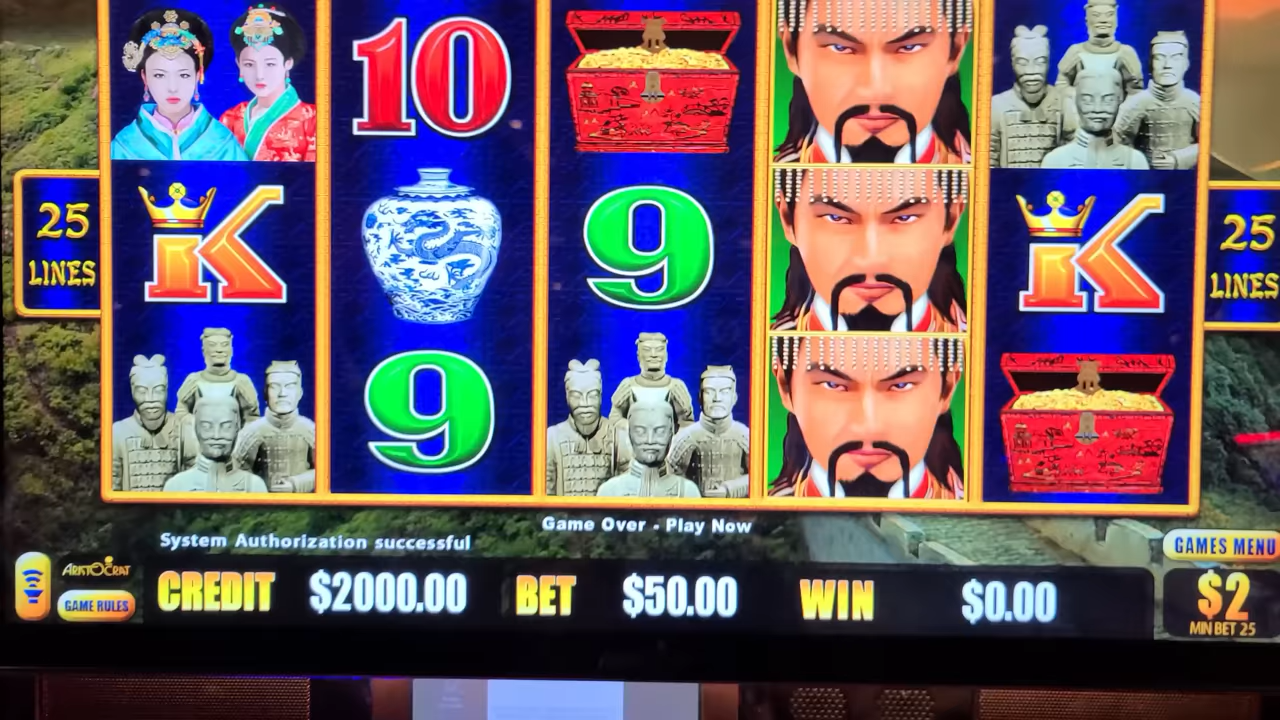 10
K
9
K
9
25
LINES
25
LINES
Game Over - Play Now
System Authorization successful
GAMES MENU
ARISTOCRAT
GAME RULES
CREDIT $2000.00 BET $50.00 WIN $0.00
$2
MIN BET 25